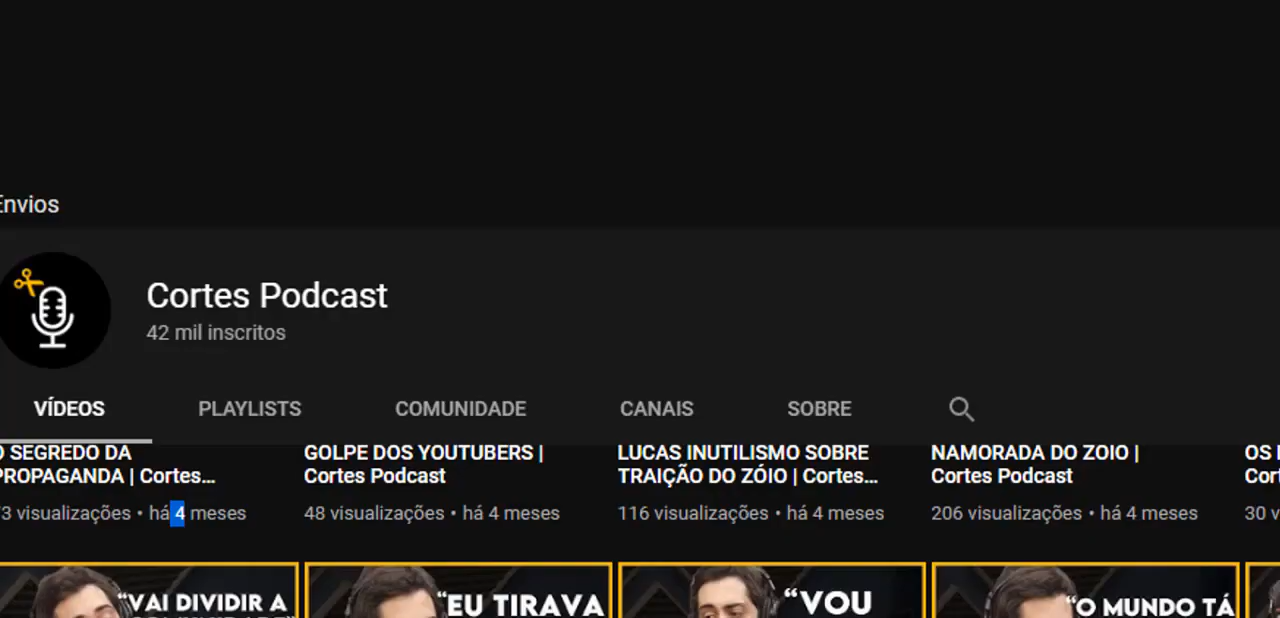 Envios
Cortes Podcast
42 mil inscritos
VÍDEOS PLAYLISTS COMUNIDADE CANAIS SOBRE
O SEGREDO DA
PROPAGANDA | Cortes...
visualizações • há 4 meses
GOLPE DOS YOUTUBERS |
Cortes Podcast
48 visualizações • há 4 meses
LUCAS INUTILISMO SOBRE
TRAIÇÃO DO ZÓIO | Cortes...
116 visualizações • há 4 meses
NAMORADA DO ZOIO |
Cortes Podcast
206 visualizações • há 4 meses
OS
30
“VAI DIVIDIR A
“EU TIRAVA
“VOU
“O MUNDO TÁ